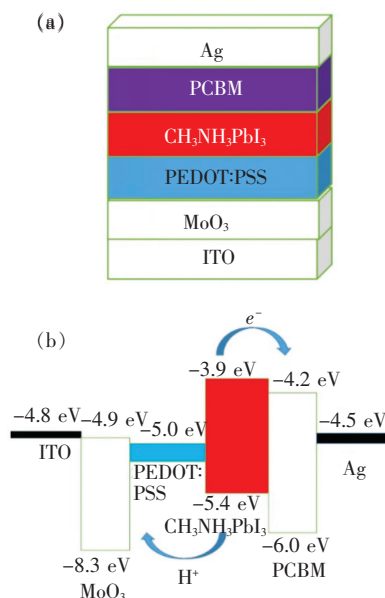 (a)
Ag
PCBM
CH₃NH₃PbI₃
PEDOT:PSS
MoO₃
ITO
(b)
e⁻
−3.9 eV
−4.2 eV
−4.8 eV
−4.9 eV
−5.0 eV
−4.5 eV
ITO
PEDOT:
PSS
Ag
−5.4 eV
CH₃NH₃PbI₃
−6.0 eV
−8.3 eV
H⁺
PCBM
MoO₃